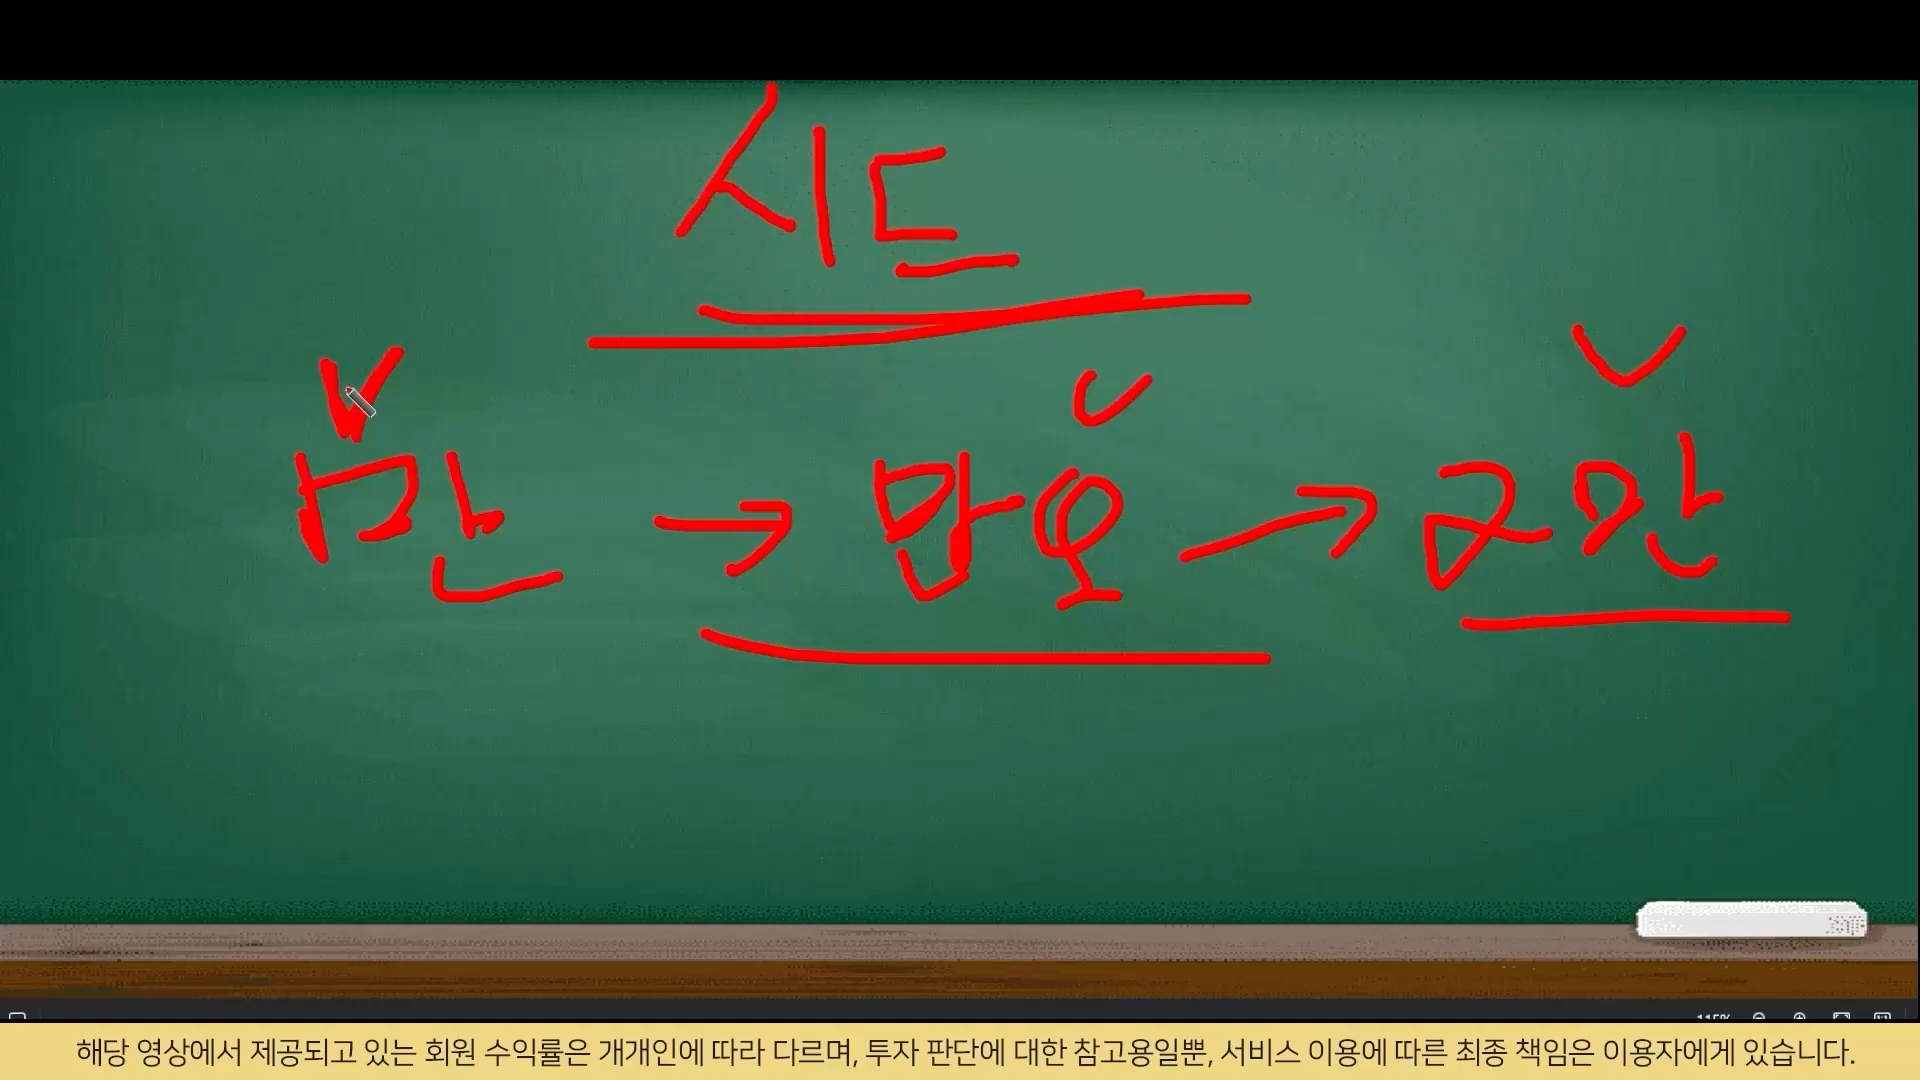 시드
만 → 만오 → 2만
115%
해당 영상에서 제공되고 있는 회원 수익률은 개개인에 따라 다르며, 투자 판단에 대한 참고용일뿐, 서비스 이용에 따른 최종 책임은 이용자에게 있습니다.